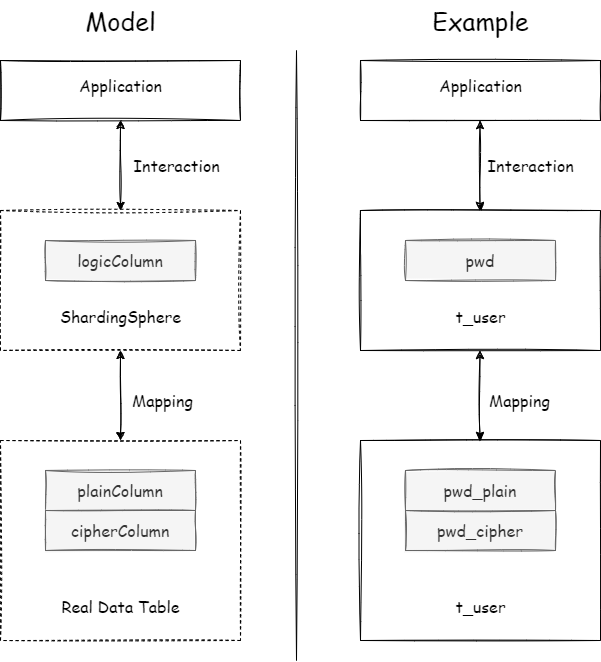 Model
Application
Interaction
logicColumn
ShardingSphere
Mapping
plainColumn
cipherColumn
Real Data Table
Example
Application
Interaction
pwd
t_user
Mapping
pwd_plain
pwd_cipher
t_user